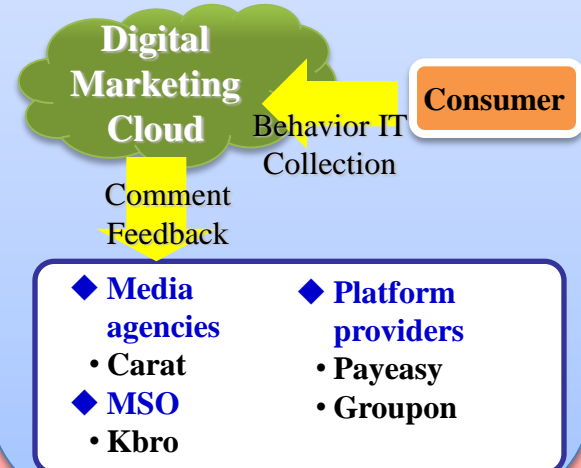 Digital
Marketing
Cloud
Consumer
Behavior IT
Collection
Comment
Feedback
◆ Media
agencies
• Carat
◆ MSO
• Kbro
◆ Platform
providers
• Payeasy
• Groupon